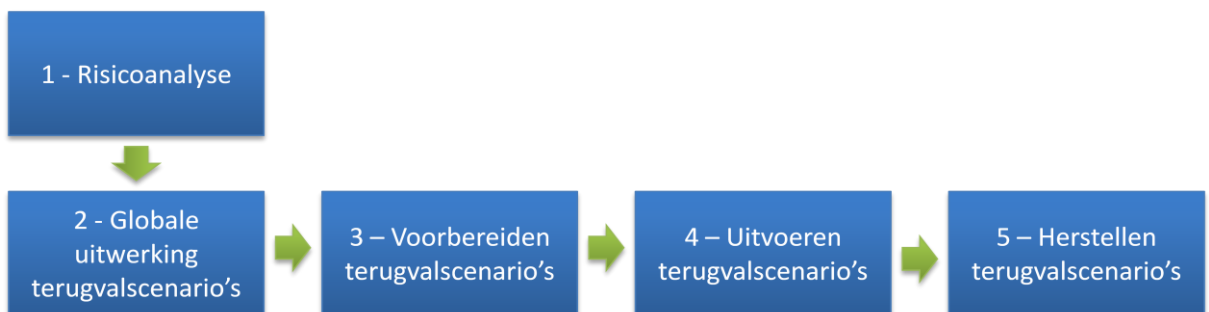 1 - Risicoanalyse
2 - Globale
uitwerking
terugvalscenario’s
3 – Voorbereiden
terugvalscenario’s
4 – Uitvoeren
terugvalscenario’s
5 – Herstellen
terugvalscenario’s